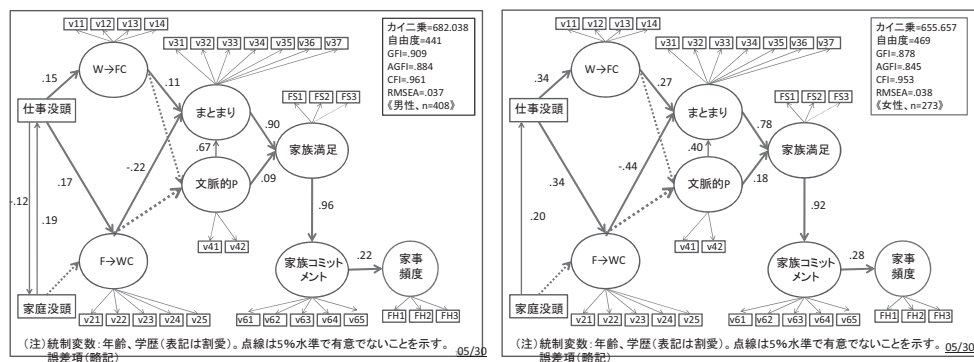 v11 v12 v13 v14
カイ二乗=682.038
自由度=441
GFI=.909
AGFI=.884
CFI=.961
RMSEA=.037
《男性、n=408》
v31 v32 v33 v34 v35 v36 v37
W→FC
.15
.11
仕事没頭
まとまり
FS1 FS2 FS3
.90
-.22
.67
家族満足
.17
文脈的P
.09
-.12
.19
.96
v41 v42
F→WC
家族コミット
メント
.22
家事
頻度
家庭没頭
v21 v22 v23 v24 v25
v61 v62 v63 v64 v65
FH1 FH2 FH3
(注)統制変数:年齢、学歴(表記は割愛)。点線は5%水準で有意でないことを示す。
誤差項(略記)
05/30
v11 v12 v13 v14
カイ二乗=655.657
自由度=469
GFI=.878
AGFI=.845
CFI=.953
RMSEA=.038
《女性、n=273》
v31 v32 v33 v34 v35 v36 v37
W→FC
.34
.27
仕事没頭
まとまり
FS1 FS2 FS3
.78
-.44
.40
家族満足
.34
文脈的P
.18
.20
.92
v41 v42
F→WC
家族コミット
メント
.28
家事
頻度
家庭没頭
v21 v22 v23 v24 v25
v61 v62 v63 v64 v65
FH1 FH2 FH3
(注)統制変数:年齢、学歴(表記は割愛)。点線は5%水準で有意でないことを示す。
誤差項(略記)
05/30